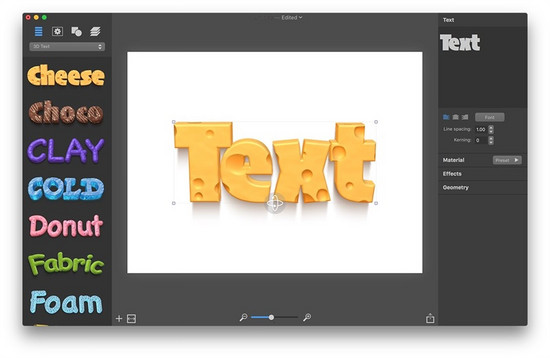 — Edited
Text
3D Text
Text
Cheese
Choco
CLAY
COLD
Donut
Fabric
Foam
Text
Font
Line spacing: 1.00
Kerning: 0
Material
Preset
Effects
Geometry